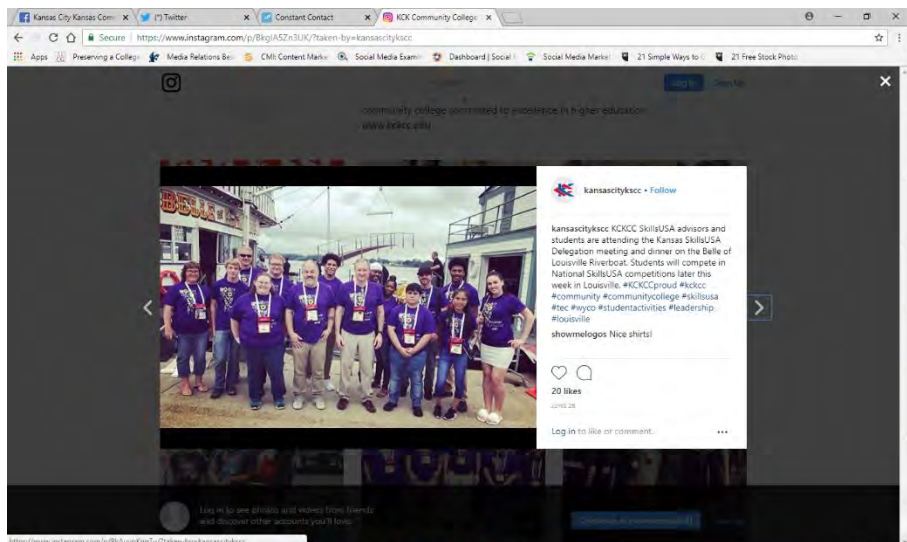 Kansas City Kansas Com
(*) Twitter
Constant Contact
KCK Community College
Secure https://www.instagram.com/p/BkgIA5Zn3UK/?taken-by=kansascitykscc
Apps
Preserving a College
Media Relations Be
CMI: Content Marke
Social Media Examin
Dashboard | Social
Social Media Market
21 Simple Ways to
21 Free Stock Photo
Log In
community college committed to excellence in higher education
www.kckcc.edu
BELLE OF
kansascitykscc • Follow
kansascitykscc KCKCC SkillsUSA advisors and
students are attending the Kansas SkillsUSA
Delegation meeting and dinner on the Belle of
Louisville Riverboat. Students will compete in
National SkillsUSA competitions later this
week in Louisville. #KCKCCproud #kckcc
#community #communitycollege #skillsusa
#tec #wyco #studentactivities #leadership
#louisville
showmelogos Nice shirts!
20 likes
Log in to like or comment.
Log in to see photos and videos from friends
and discover other accounts you'll love.